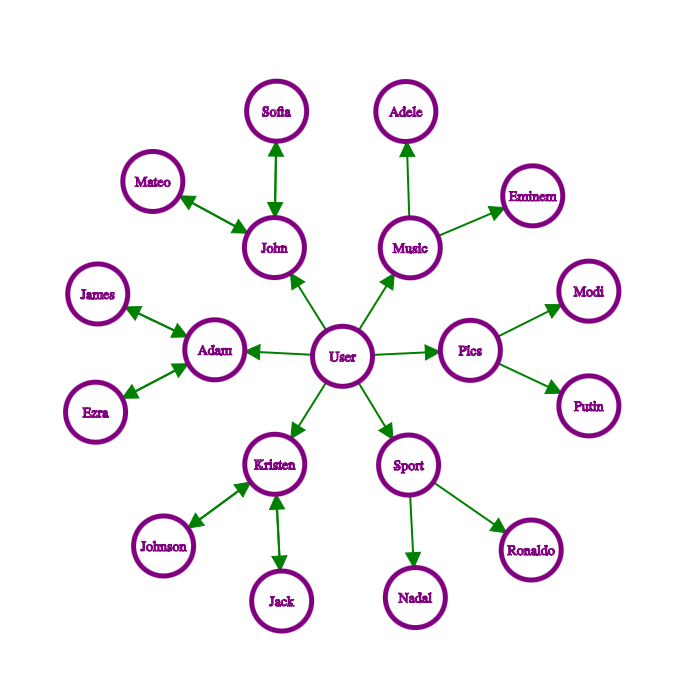 Sofia
Adele
Mateo
Eminem
John
Music
James
Modi
Adam
User
Pics
Ezra
Putin
Kristen
Sport
Johnson
Ronaldo
Jack
Nadal